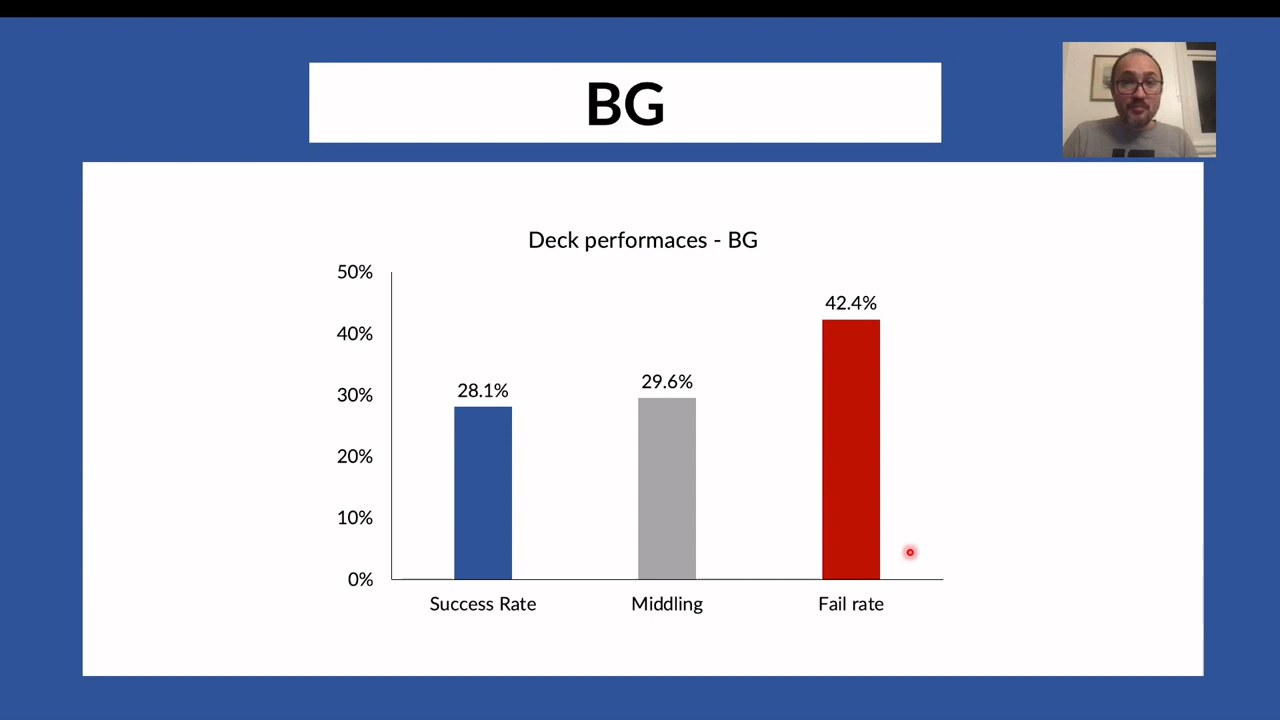 BG
Deck performaces - BG
50%
40%
30%
20%
10%
0%
28.1%
29.6%
42.4%
Success Rate
Middling
Fail rate